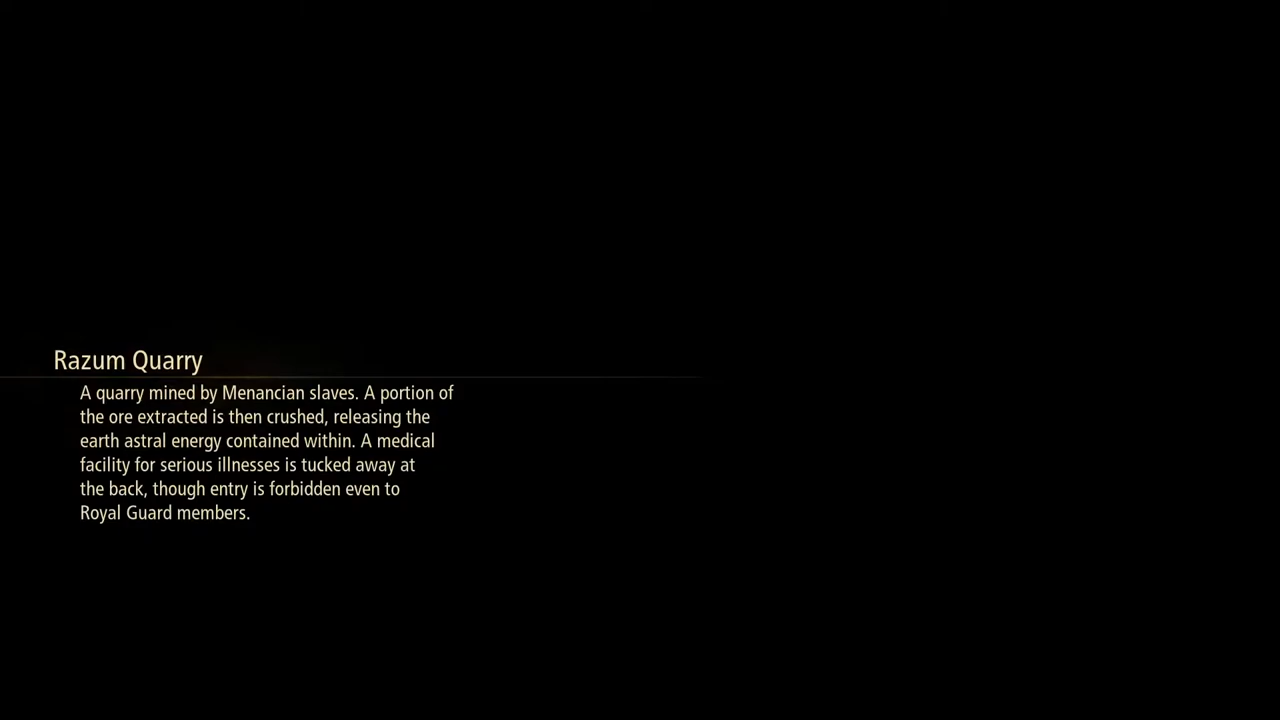 Razum Quarry
A quarry mined by Menancian slaves. A portion of
the ore extracted is then crushed, releasing the
earth astral energy contained within. A medical
facility for serious illnesses is tucked away at
the back, though entry is forbidden even to
Royal Guard members.